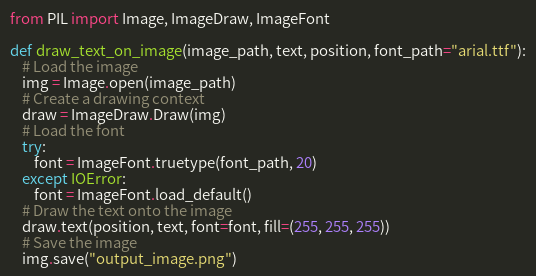 from PIL import Image, ImageDraw, ImageFont
def draw_text_on_image(image_path, text, position, font_path="arial.ttf"):
# Load the image
img = Image.open(image_path)
# Create a drawing context
draw = ImageDraw.Draw(img)
# Load the font
try:
font = ImageFont.truetype(font_path, 20)
except IOError:
font = ImageFont.load_default()
# Draw the text onto the image
draw.text(position, text, font=font, fill=(255, 255, 255))
# Save the image
img.save("output_image.png")